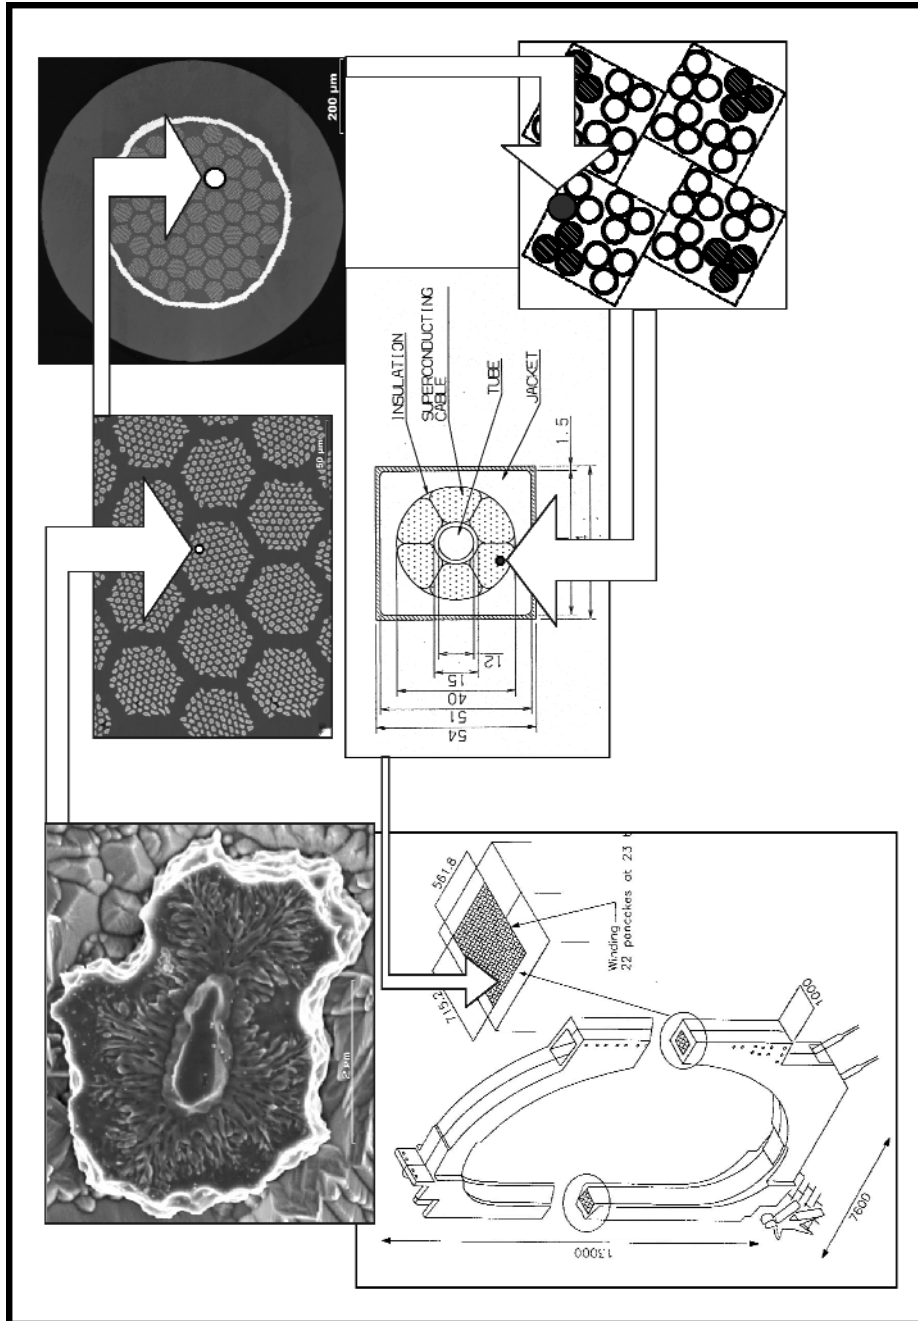 200 µm
INSULATION
SUPERCONDUCTING
CABLE
TUBE
JACKET
1.5
50 µm
12
15
40
51
54
2 µm
561.8
715.2
Winding
22 pancakes at 23
1000
13000
7600